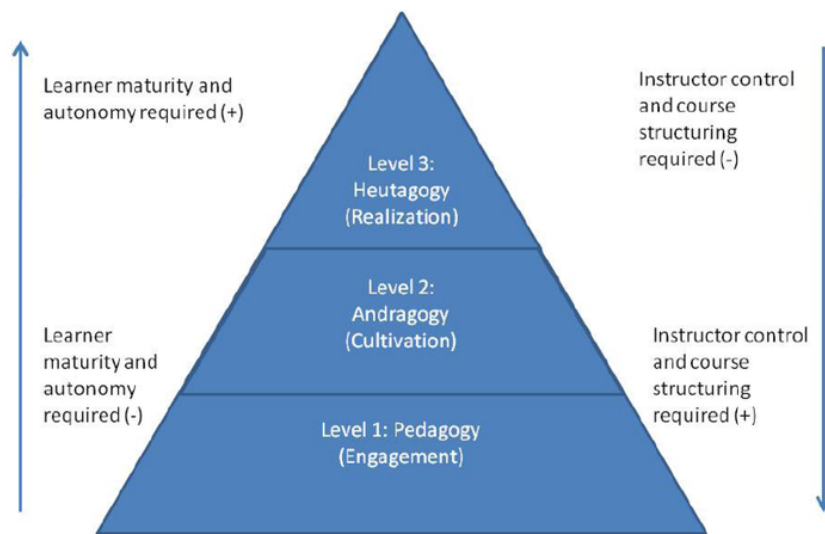 Learner maturity and
autonomy required (+)
Instructor control
and course
structuring
required (-)
Level 3:
Heutagogy
(Realization)
Level 2:
Andragogy
(Cultivation)
Learner
maturity and
autonomy
required (-)
Instructor control
and course
structuring
required (+)
Level 1: Pedagogy
(Engagement)